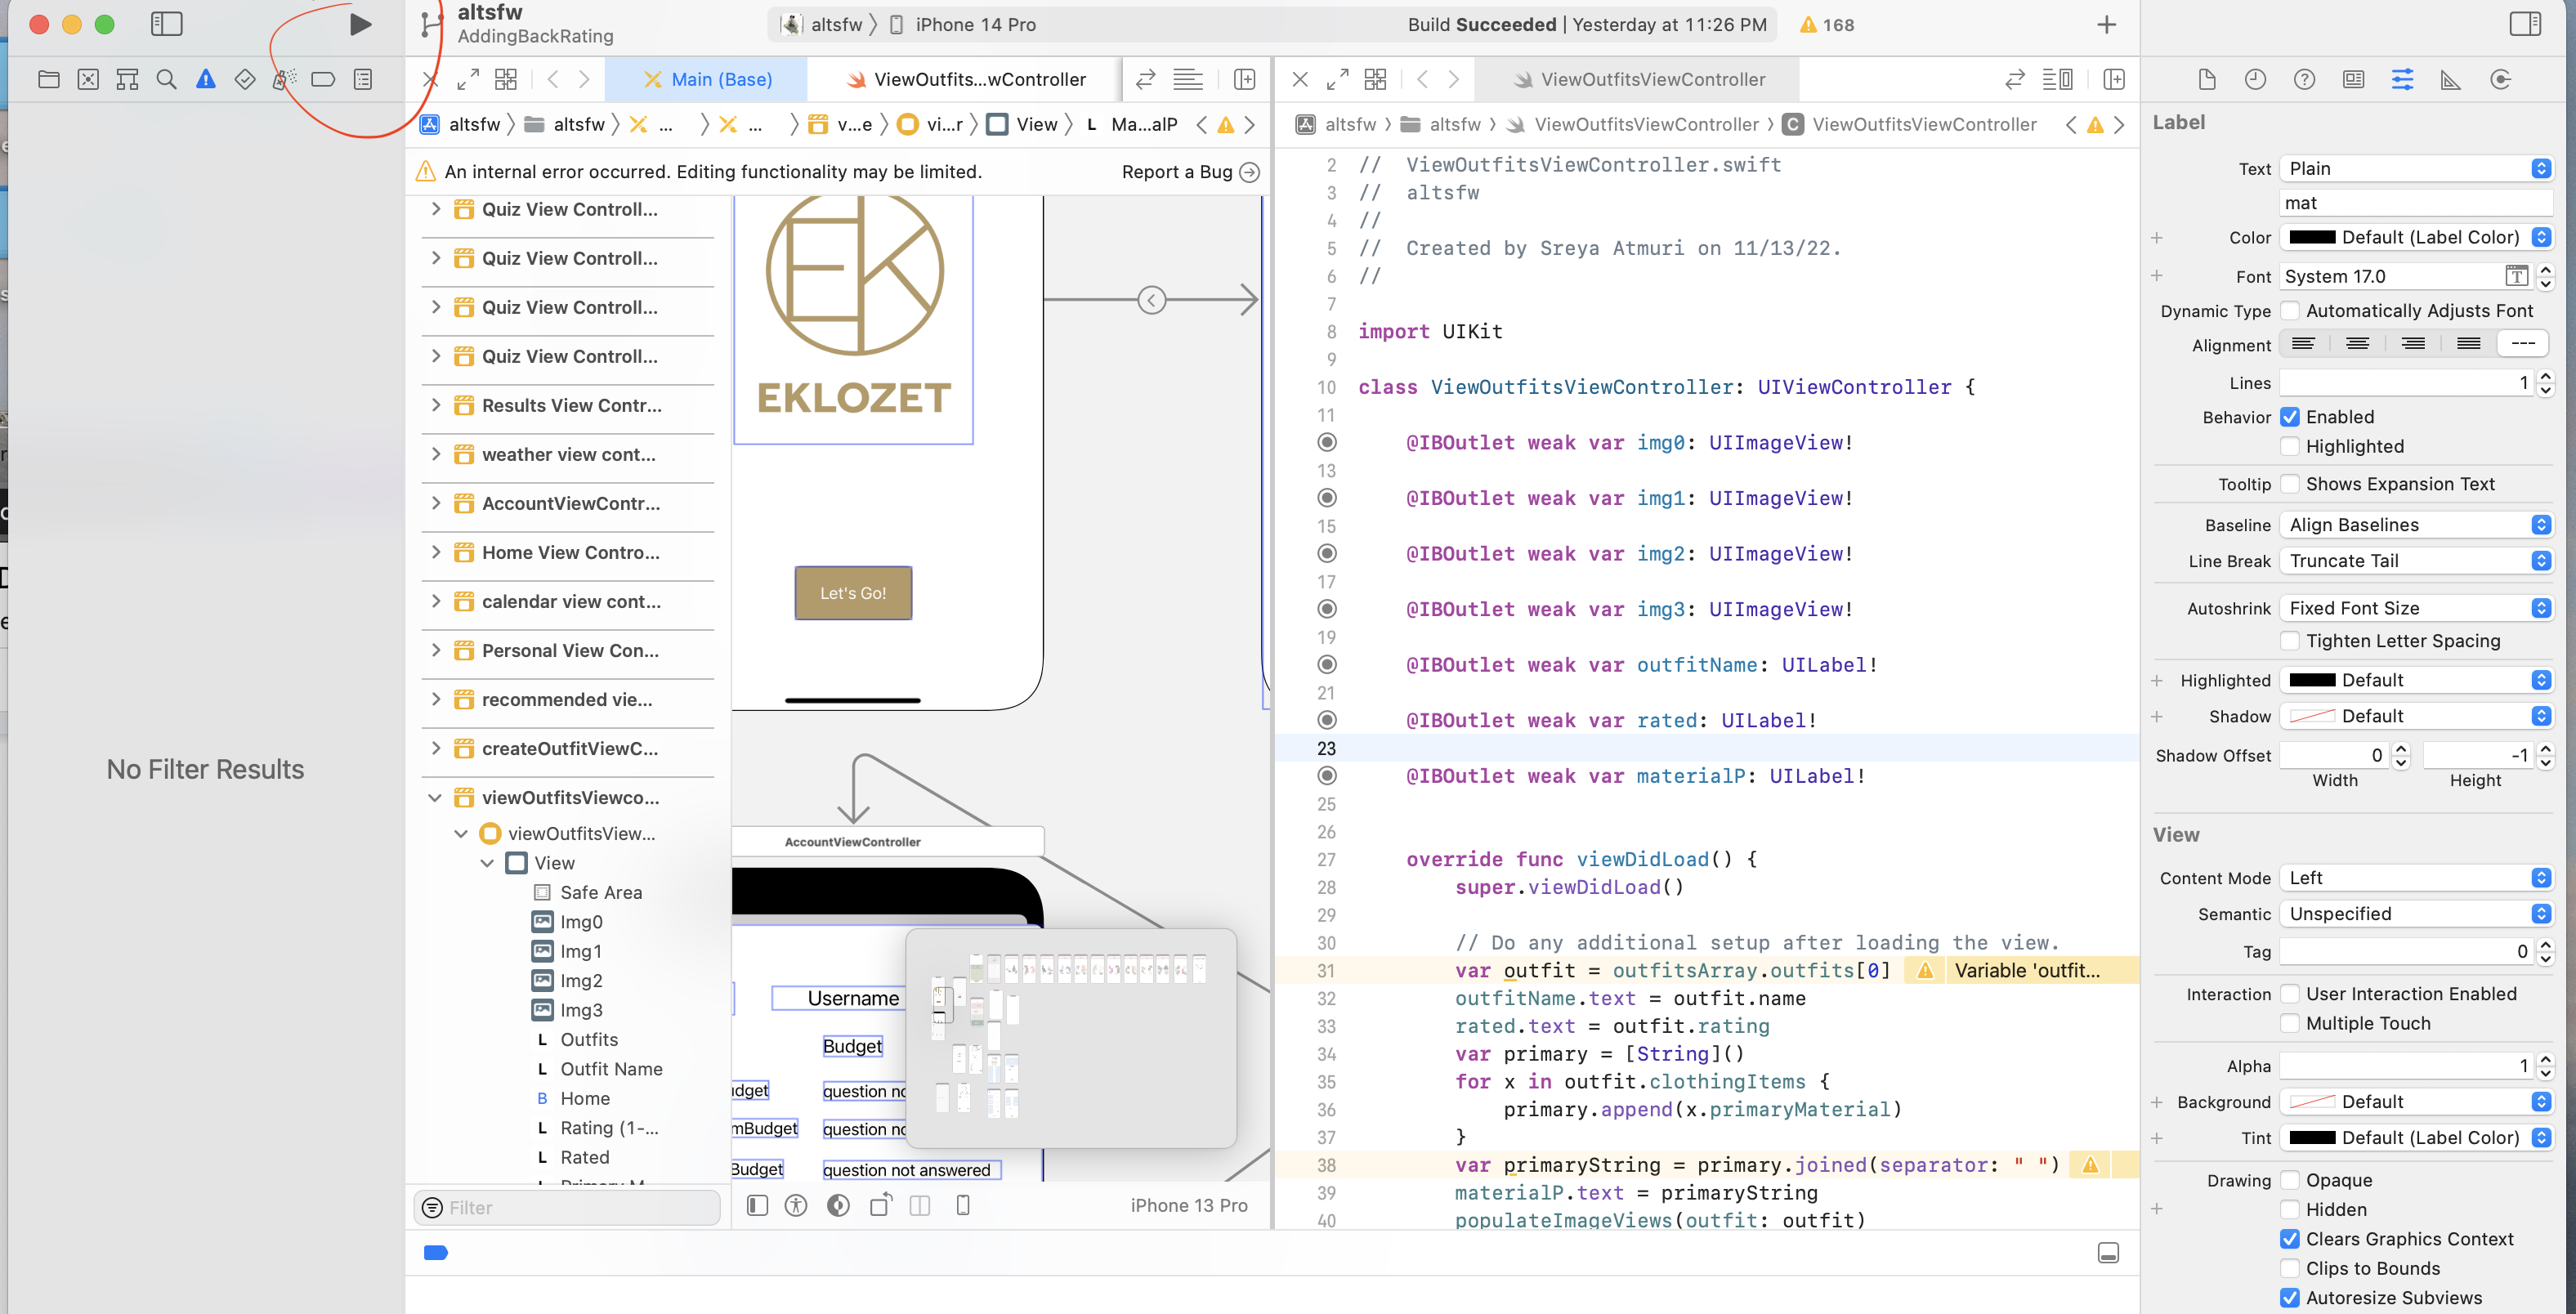 altsfw
AddingBackRating
altsfw 〉 iPhone 14 Pro
Build Succeeded | Yesterday at 11:26 PM
168
Main (Base)
ViewOutfits...wController
ViewOutfitsViewController
altsfw 〉 altsfw 〉 ... 〉 ... 〉 v...e 〉 vi...r 〉 View 〉 L Ma...alP
altsfw 〉 altsfw 〉 ViewOutfitsViewController 〉 C ViewOutfitsViewController
An internal error occurred. Editing functionality may be limited.
Report a Bug
No Filter Results
Quiz View Controll...
Quiz View Controll...
Quiz View Controll...
Quiz View Controll...
Results View Contr...
weather view cont...
AccountViewContr...
Home View Contro...
calendar view cont...
Personal View Con...
recommended vie...
createOutfitViewC...
viewOutfitsViewco...
viewOutfitsView...
View
Safe Area
Img0
Img1
Img2
Img3
L Outfits
L Outfit Name
B Home
L Rating (1-...
L Rated
Filter
EK
EKLOZET
Let's Go!
AccountViewController
Username
Budget
question not answered
iPhone 13 Pro
2 // ViewOutfitsViewController.swift
3 // altsfw
4 //
5 // Created by Sreya Atmuri on 11/13/22.
6 //
7
8 import UIKit
9
10 class ViewOutfitsViewController: UIViewController {
11
@IBOutlet weak var img0: UIImageView!
13
@IBOutlet weak var img1: UIImageView!
15
@IBOutlet weak var img2: UIImageView!
17
@IBOutlet weak var img3: UIImageView!
19
@IBOutlet weak var outfitName: UILabel!
21
@IBOutlet weak var rated: UILabel!
23
@IBOutlet weak var materialP: UILabel!
25
26
27 override func viewDidLoad() {
28 super.viewDidLoad()
29
30 // Do any additional setup after loading the view.
31 var outfit = outfitsArray.outfits[0] Variable 'outfit...
32 outfitName.text = outfit.name
33 rated.text = outfit.rating
34 var primary = [String]()
35 for x in outfit.clothingItems {
36 primary.append(x.primaryMaterial)
37 }
38 var primaryString = primary.joined(separator: " ")
39 materialP.text = primaryString
40 populateImageViews(outfit: outfit)
Label
Text Plain
mat
Color Default (Label Color)
Font System 17.0
Dynamic Type Automatically Adjusts Font
Alignment
Lines 1
Behavior Enabled
Highlighted
Tooltip Shows Expansion Text
Baseline Align Baselines
Line Break Truncate Tail
Autoshrink Fixed Font Size
Tighten Letter Spacing
Highlighted Default
Shadow Default
Shadow Offset 0 -1
Width Height
View
Content Mode Left
Semantic Unspecified
Tag 0
Interaction User Interaction Enabled
Multiple Touch
Alpha 1
Background Default
Tint Default (Label Color)
Drawing Opaque
Hidden
Clears Graphics Context
Clips to Bounds
Autoresize Subviews